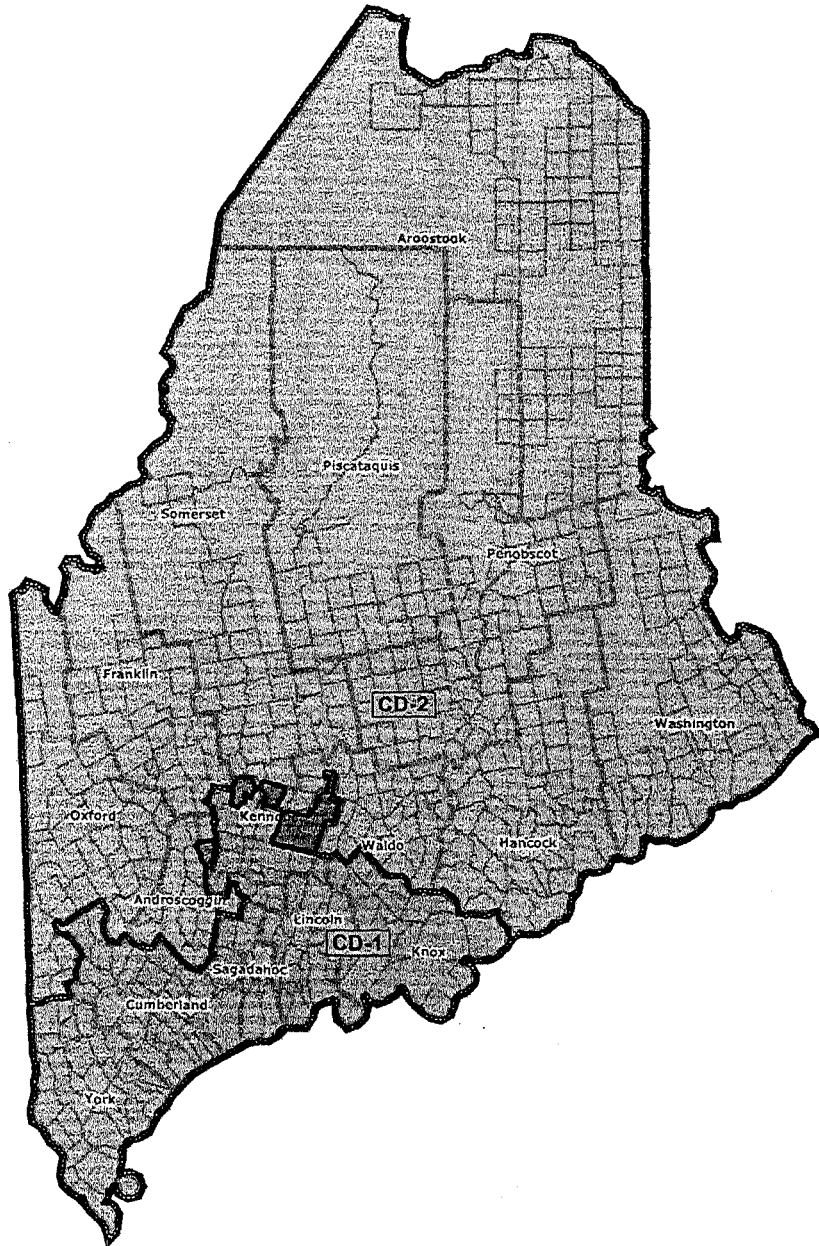 Aroostook
Piscataquis
Somerset
Penobscot
Franklin
CD-2
Washington
Oxford
Kenne
Waldo
Hancock
Androscoggin
Lincoln
CD-1
Knox
Sagadahoc
Cumberland
York